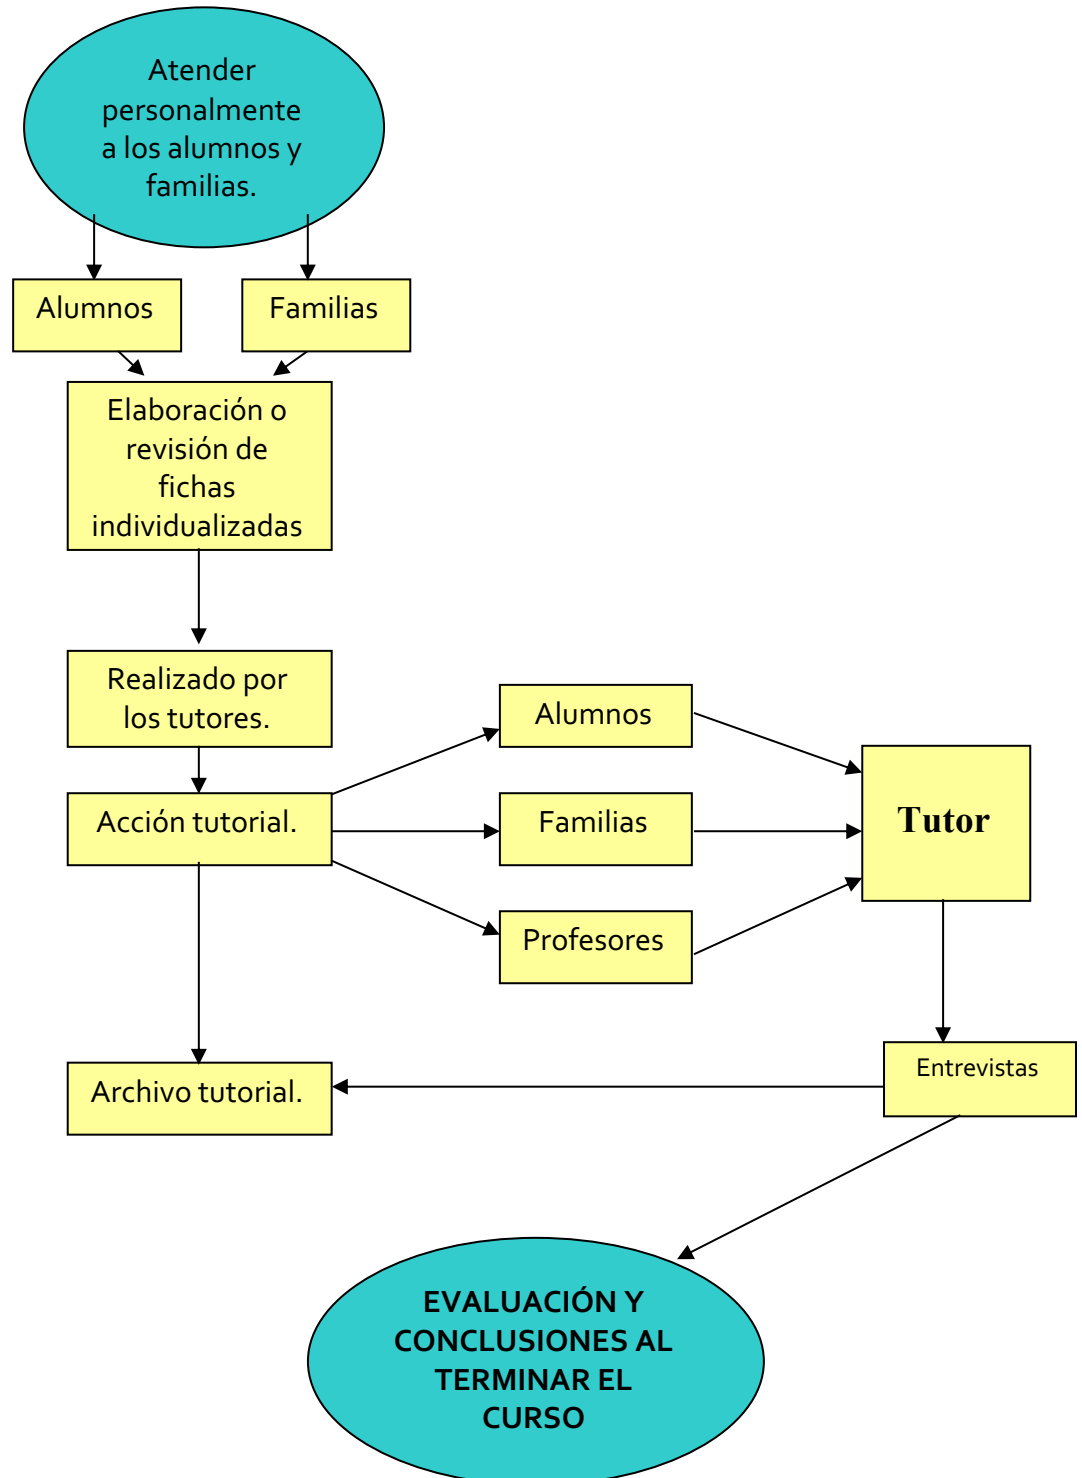 Atender
personalmente
a los alumnos y
familias.
Alumnos
Familias
Elaboración o
revisión de
fichas
individualizadas
Realizado por
los tutores.
Acción tutorial.
Alumnos
Familias
Profesores
Tutor
Entrevistas
Archivo tutorial.
EVALUACIÓN Y
CONCLUSIONES AL
TERMINAR EL
CURSO